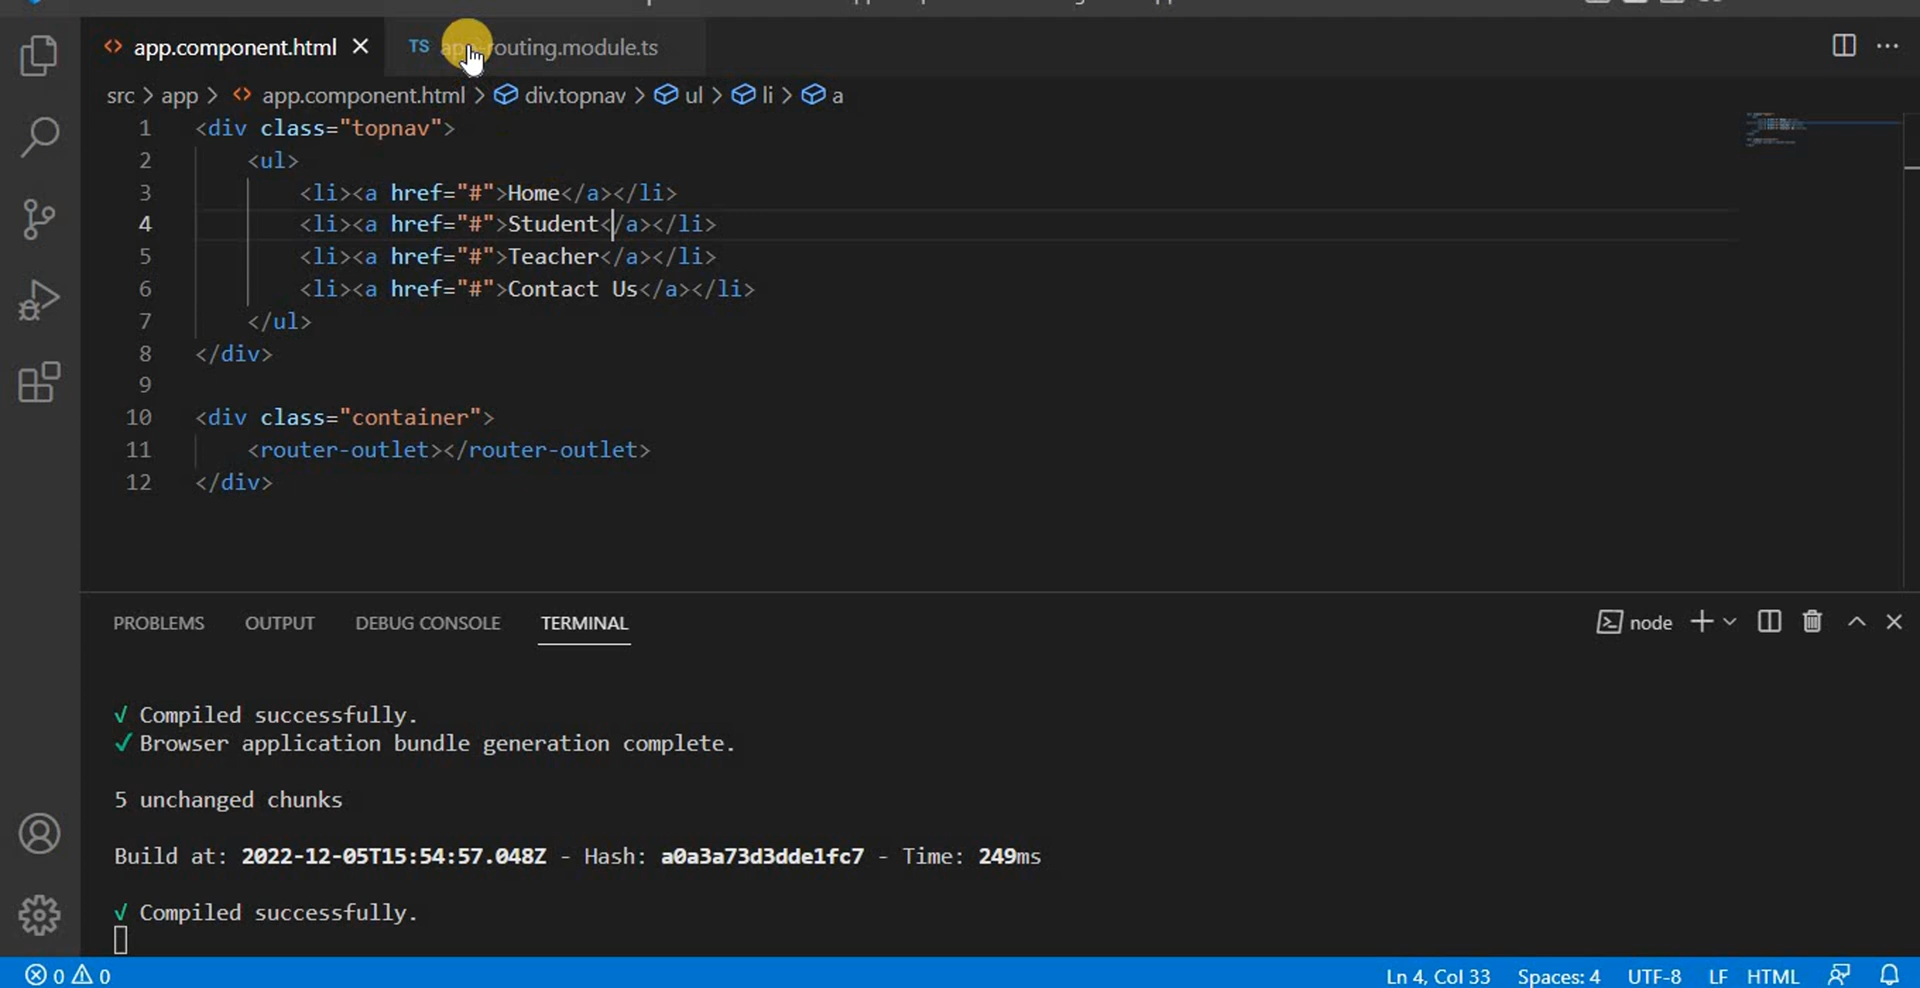 app.component.html
TS routing.module.ts
src > app > app.component.html > div.topnav > ul > li > a
1 <div class="topnav">
2 <ul>
3 <li><a href="#">Home</a></li>
4 <li><a href="#">Student</a></li>
5 <li><a href="#">Teacher</a></li>
6 <li><a href="#">Contact Us</a></li>
7 </ul>
8 </div>
9
10 <div class="container">
11 <router-outlet></router-outlet>
12 </div>
PROBLEMS OUTPUT DEBUG CONSOLE TERMINAL node
√ Compiled successfully.
✓ Browser application bundle generation complete.
5 unchanged chunks
Build at: 2022-12-05T15:54:57.048Z - Hash: a0a3a73d3dde1fc7 - Time: 249ms
√ Compiled successfully.
0 0 Ln 4, Col 33 Spaces: 4 UTF-8 LF HTML